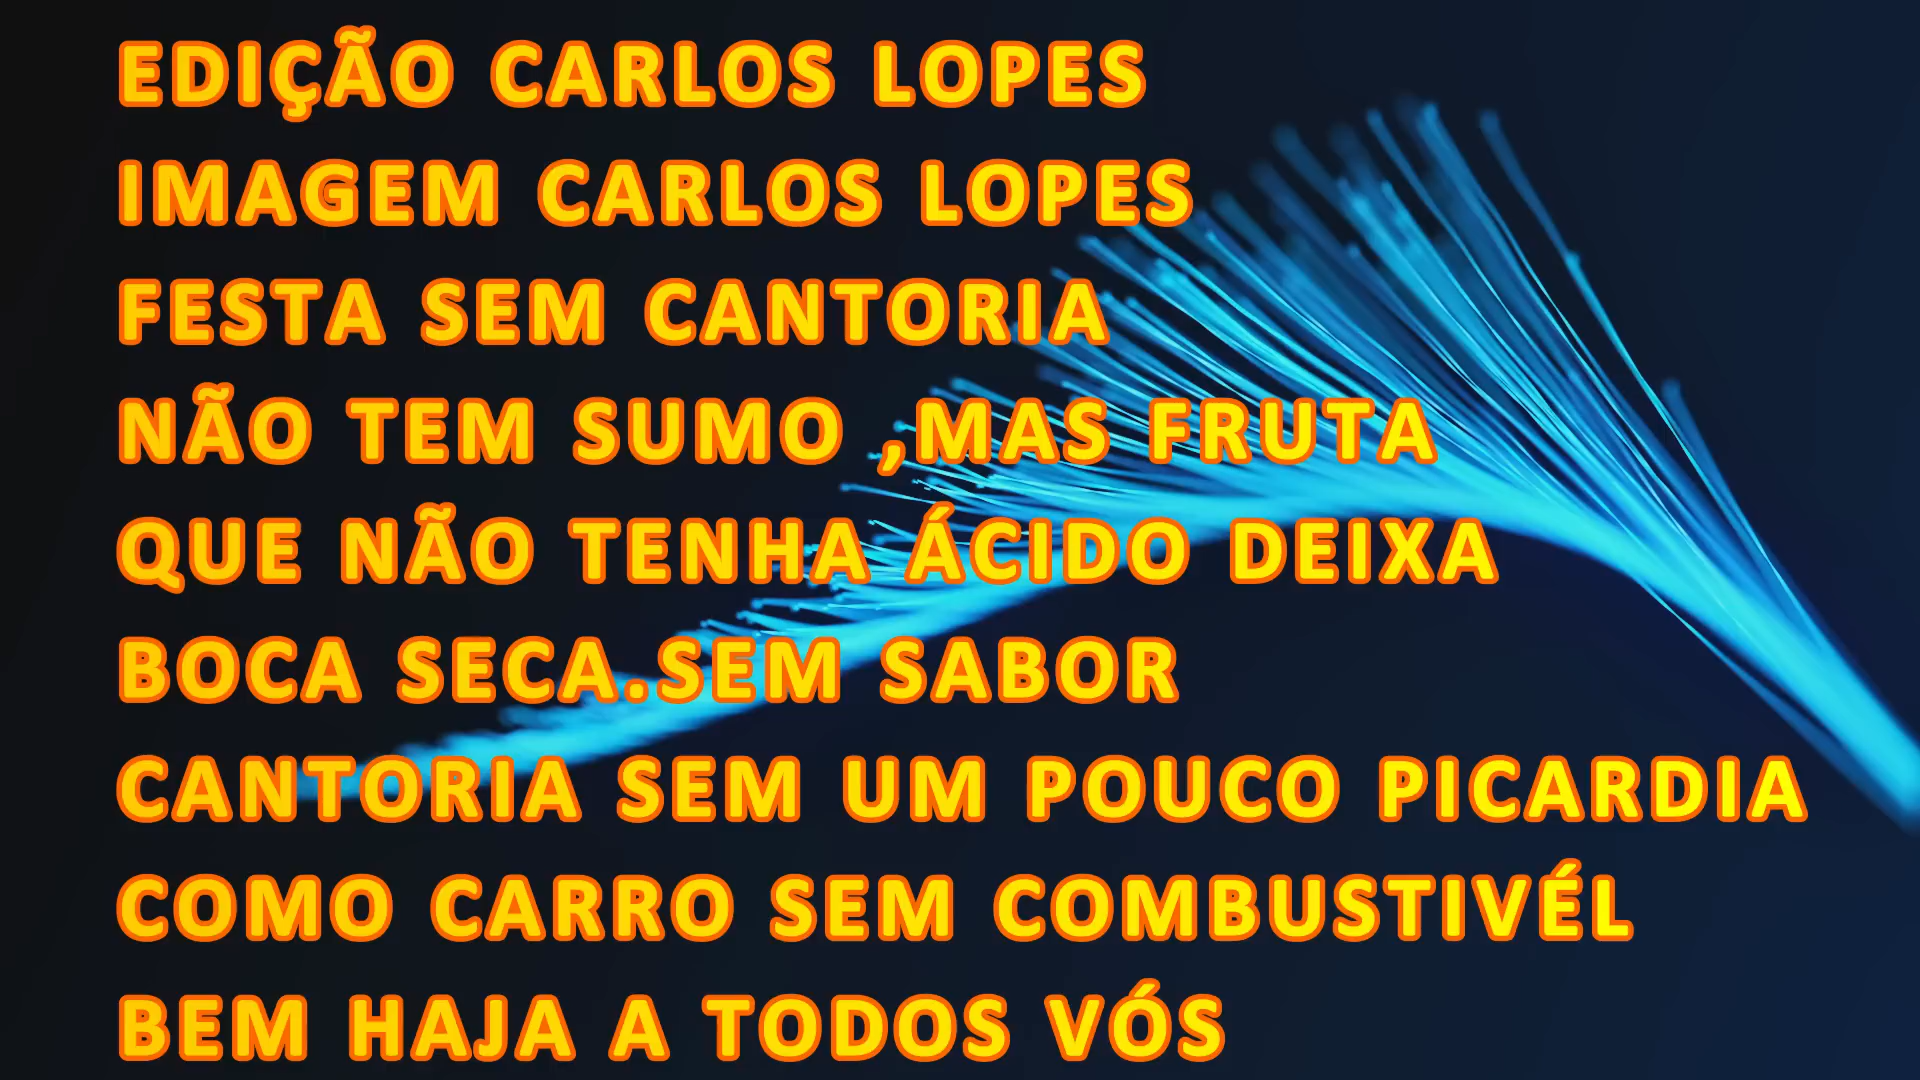 EDIÇÃO CARLOS LOPES
IMAGEM CARLOS LOPES
FESTA SEM CANTORIA
NÃO TEM SUMO ,MAS FRUTA
QUE NÃO TENHA ÁCIDO DEIXA
BOCA SECA.SEM SABOR
CANTORIA SEM UM POUCO PICARDIA
COMO CARRO SEM COMBUSTIVÉL
BEM HAJA A TODOS VÓS